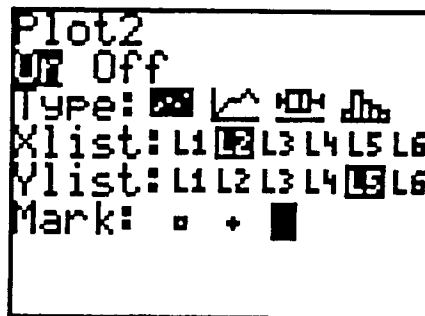 Plot2
On Off
Type:
Xlist: L1 L2 L3 L4 L5 L6
Ylist: L1 L2 L3 L4 L5 L6
Mark: ▫ +